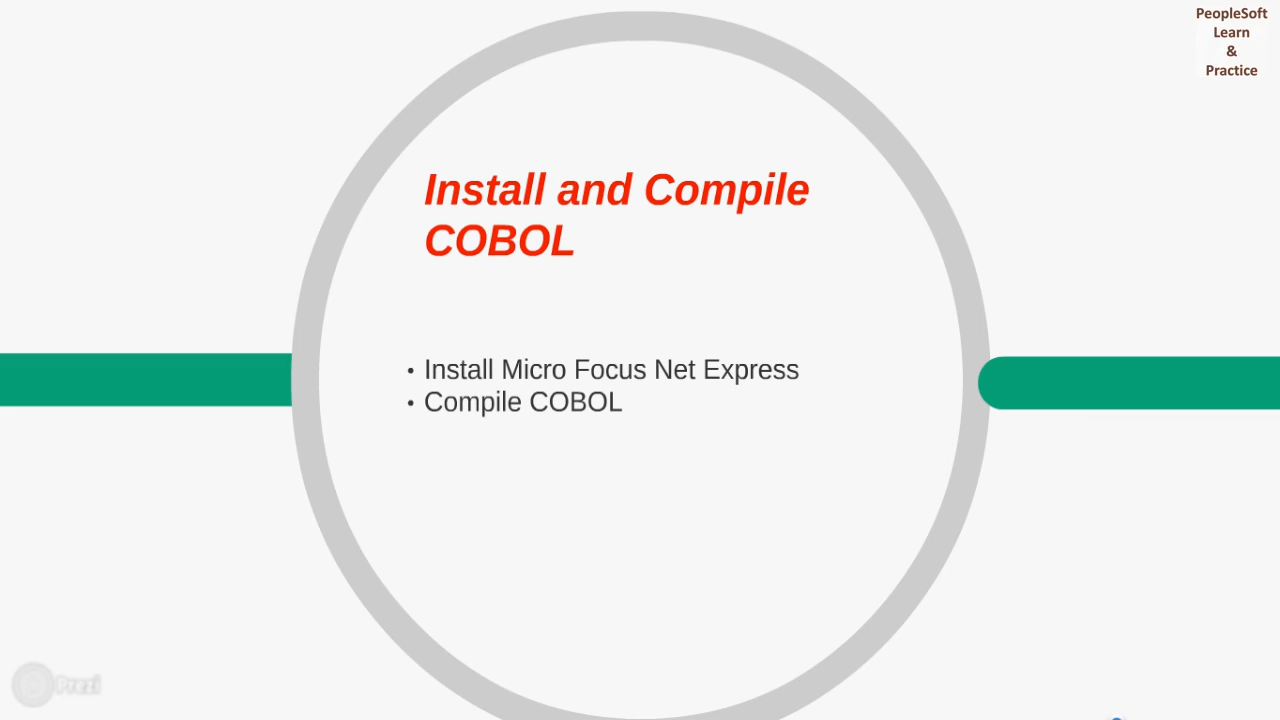 PeopleSoft
Learn
&
Practice
Install and Compile
COBOL
• Install Micro Focus Net Express
• Compile COBOL
Prezi